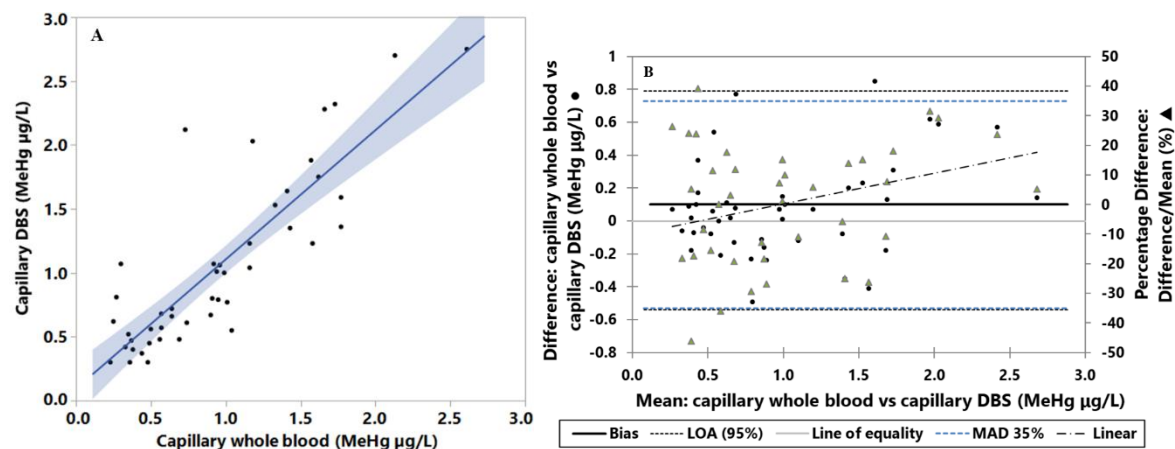 A
Capillary DBS (MeHg µg/L)
3.0
2.5
2.0
1.5
1.0
0.5
0.0
0.0 0.5 1.0 1.5 2.0 2.5 3.0
Capillary whole blood (MeHg µg/L)
B
Difference: capillary whole blood vs
capillary DBS (MeHg µg/L) ●
1
0.8
0.6
0.4
0.2
0
-0.2
-0.4
-0.6
-0.8
50
40
30
20
10
0
-10
-20
-30
-40
-50
Percentage Difference:
Difference/Mean (%) ▲
0.0 0.5 1.0 1.5 2.0 2.5 3.0
Mean: capillary whole blood vs capillary DBS (MeHg µg/L)
Bias LOA (95%) Line of equality MAD 35% Linear